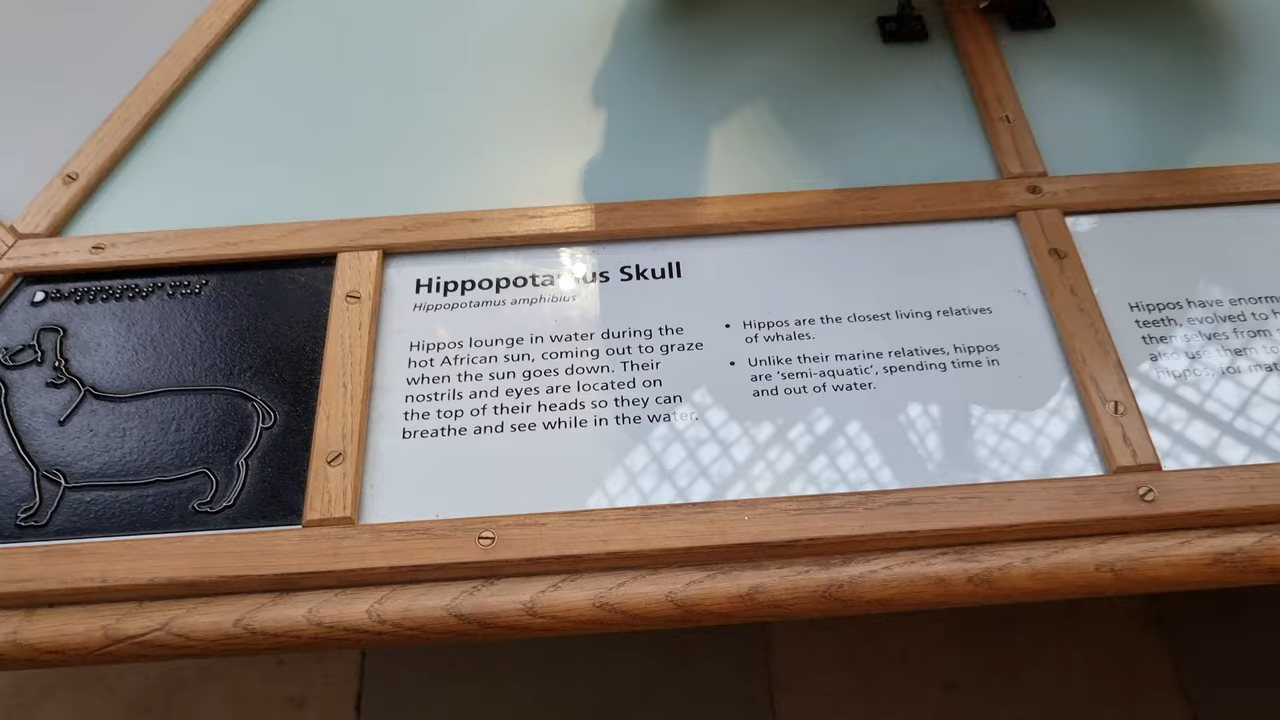 Hippopotamus Skull
Hippopotamus amphibius
Hippos lounge in water during the
hot African sun, coming out to graze
when the sun goes down. Their
nostrils and eyes are located on
the top of their heads so they can
breathe and see while in the water.
• Hippos are the closest living relatives
of whales.
• Unlike their marine relatives, hippos
are ‘semi-aquatic’, spending time in
and out of water.
Hippos have
teeth, evolved to
themselves from
also use them to
hippos, for